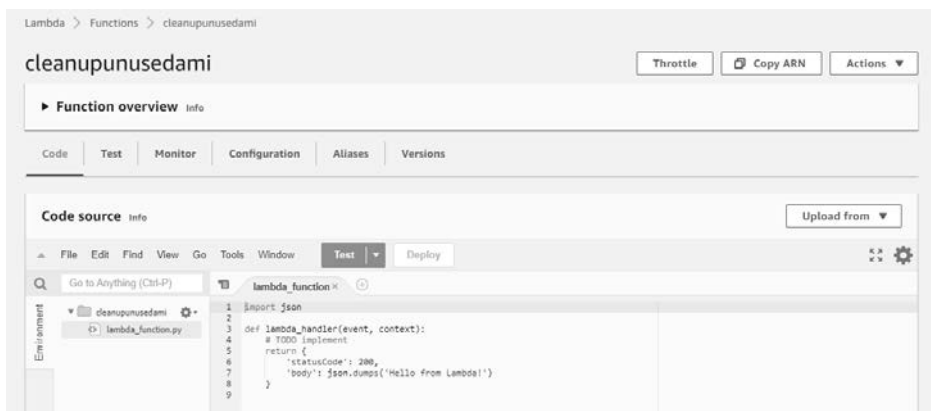 Lambda > Functions > cleanupunusedami
cleanupunusedami
Throttle Copy ARN Actions ▼
▶ Function overview Info
Code Test Monitor Configuration Aliases Versions
Code source Info
Upload from ▼
File Edit Find View Go Tools Window Test ▼ Deploy
Go to Anything (Ctrl-P)
lambda_function ×
Environment
cleanupunusedami
lambda_function.py
1 import json
2
3 def lambda_handler(event, context):
4     # TODO implement
5     return {
6         'statusCode': 200,
7         'body': json.dumps('Hello from Lambda!')
8     }
9